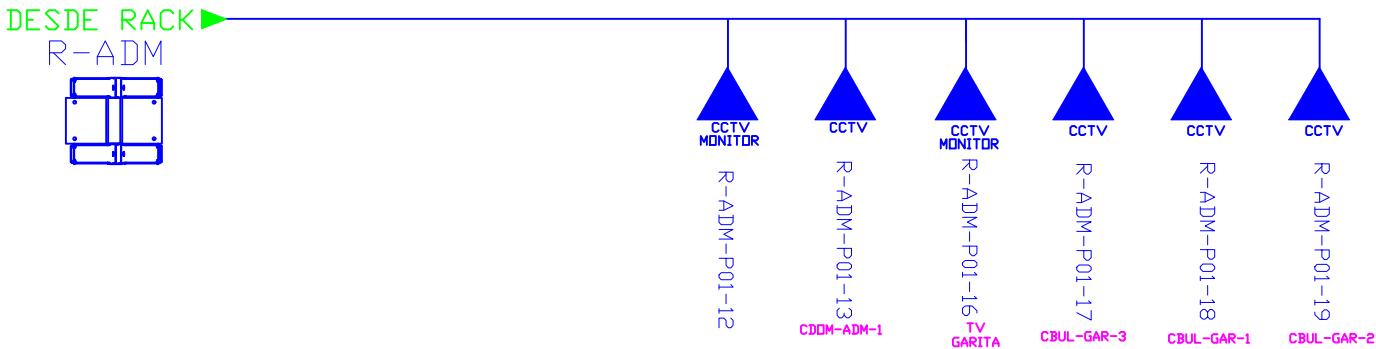 DESDE RACK
R-ADM
CCTV
MONITOR
R-ADM-P01-12
CCTV
R-ADM-P01-13
CDOM-ADM-1
CCTV
MONITOR
R-ADM-P01-16
TV
GARITA
CCTV
R-ADM-P01-17
CBUL-GAR-3
CCTV
R-ADM-P01-18
CBUL-GAR-1
CCTV
R-ADM-P01-19
CBUL-GAR-2